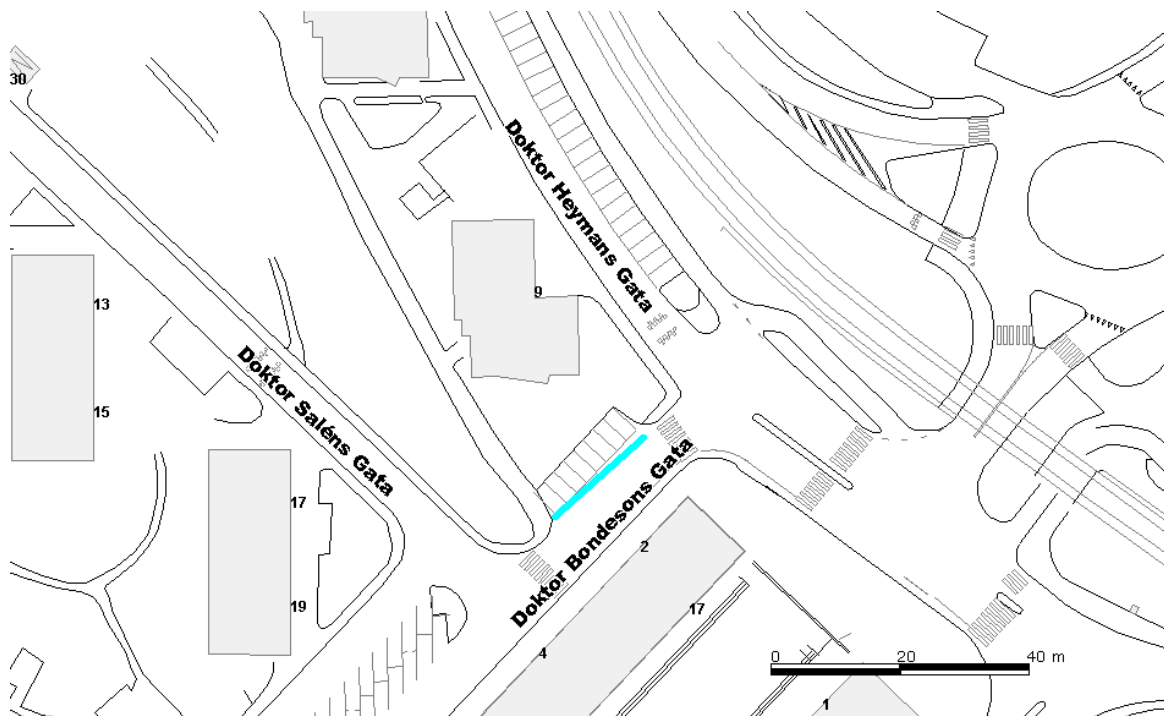 30
Doktor Heymans Gata
9
13
Doktor Saléns Gata
15
Doktor Bondesons Gata
17
2
19
17
4
0 20 40 m
1